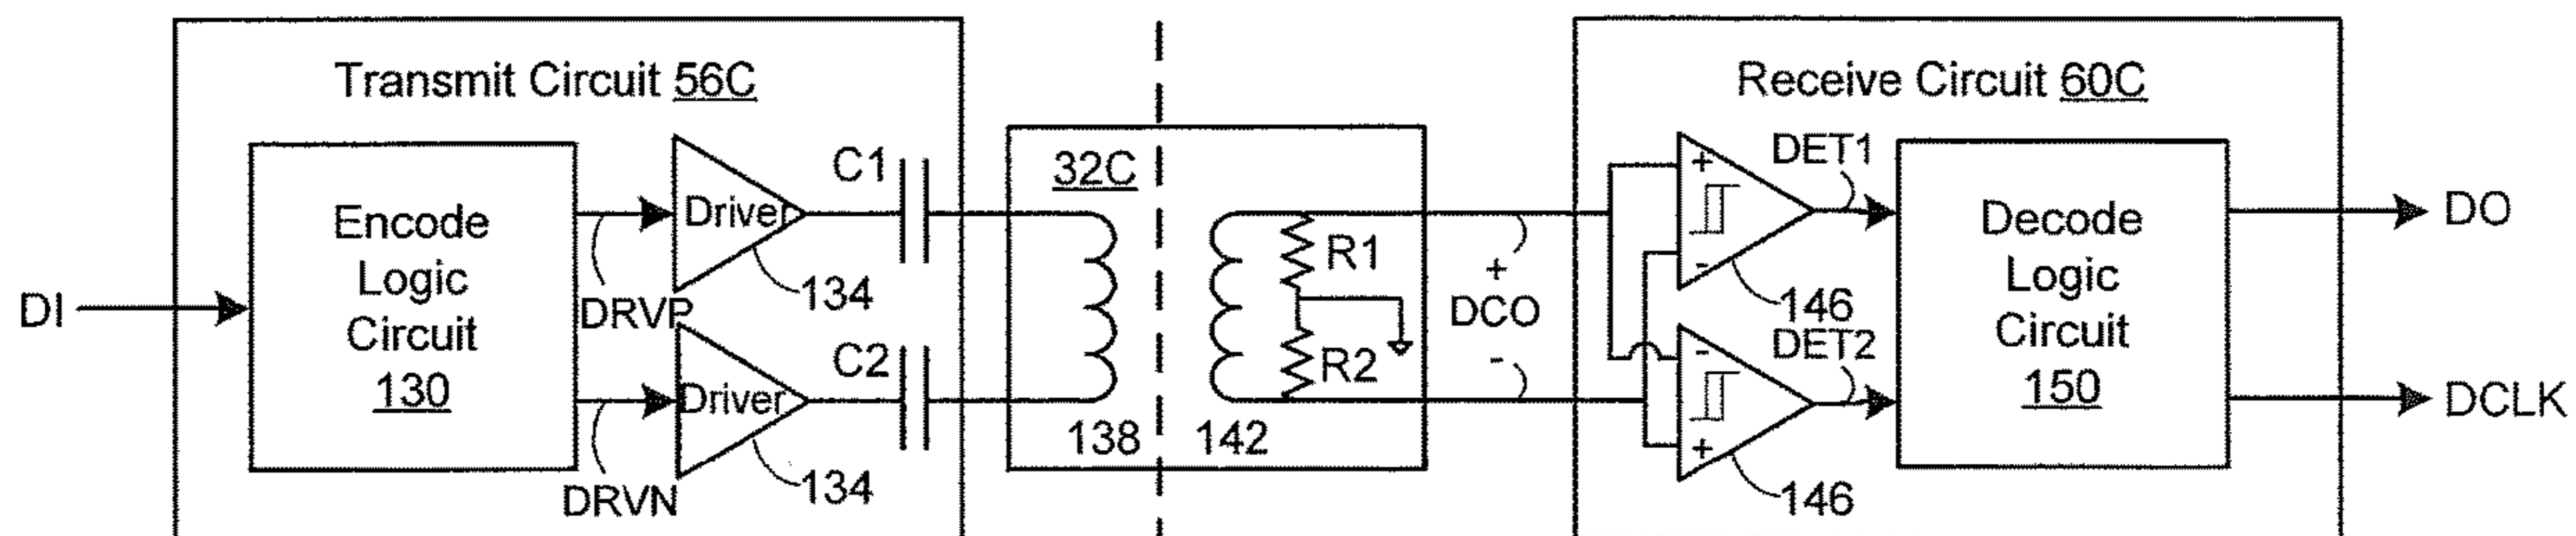 Transmit Circuit 56C
Receive Circuit 60C
DI
Encode
Logic
Circuit
130
DRVP
DRVN
Driver
134
Driver
134
C1
C2
32C
138
142
R1
R2
+
DCO
-
+
-
146
-
+
146
DET1
DET2
Decode
Logic
Circuit
150
DO
DCLK